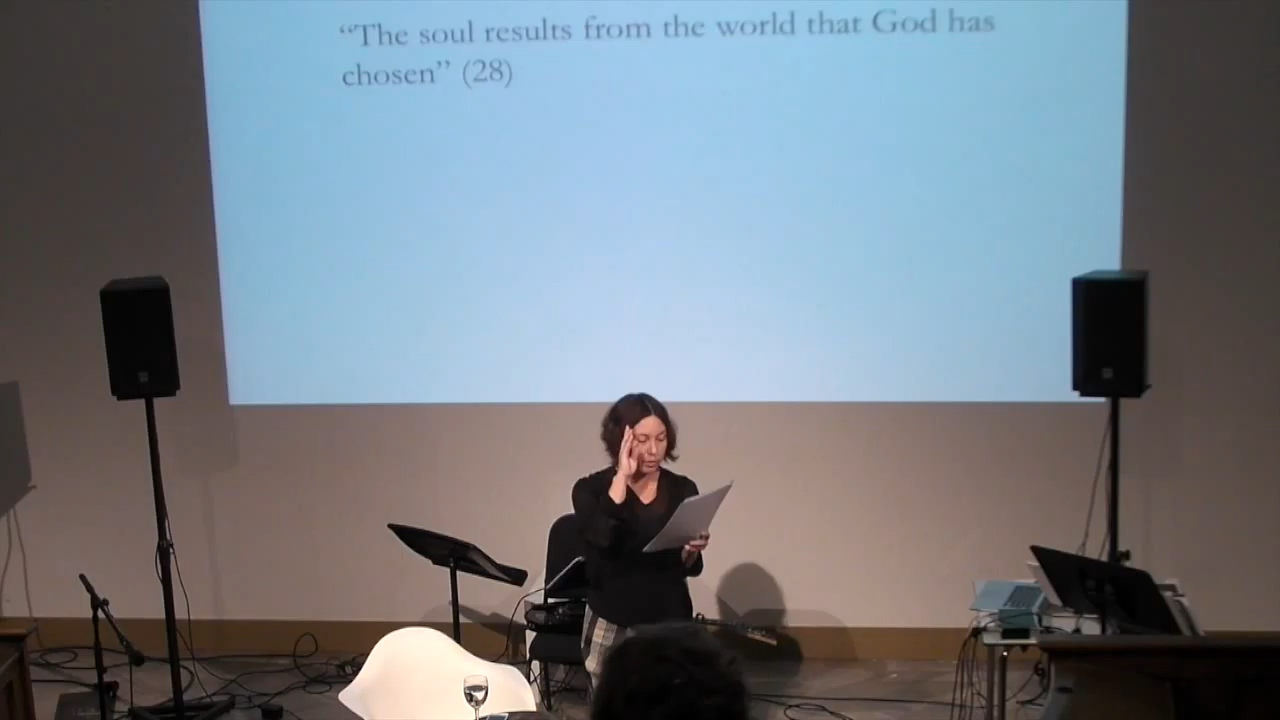 “The soul results from the world that God has
chosen” (28)